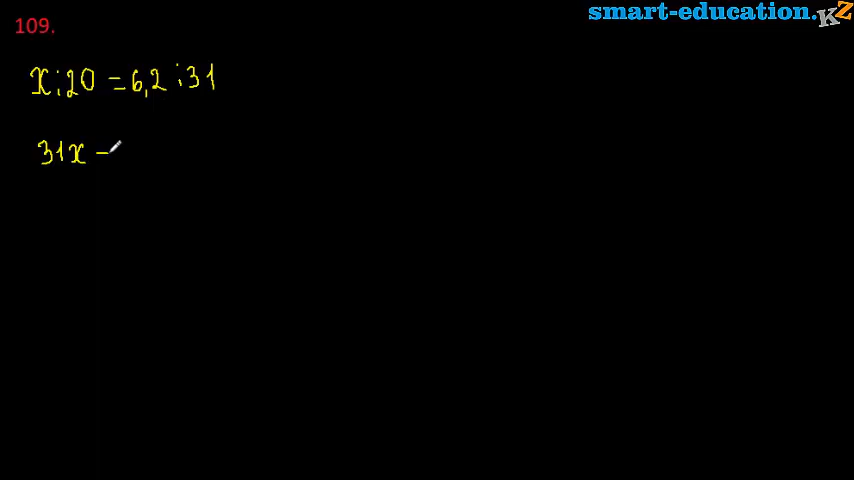 109.
smart-education.KZ
x:20 = 6,2 : 31
31x -